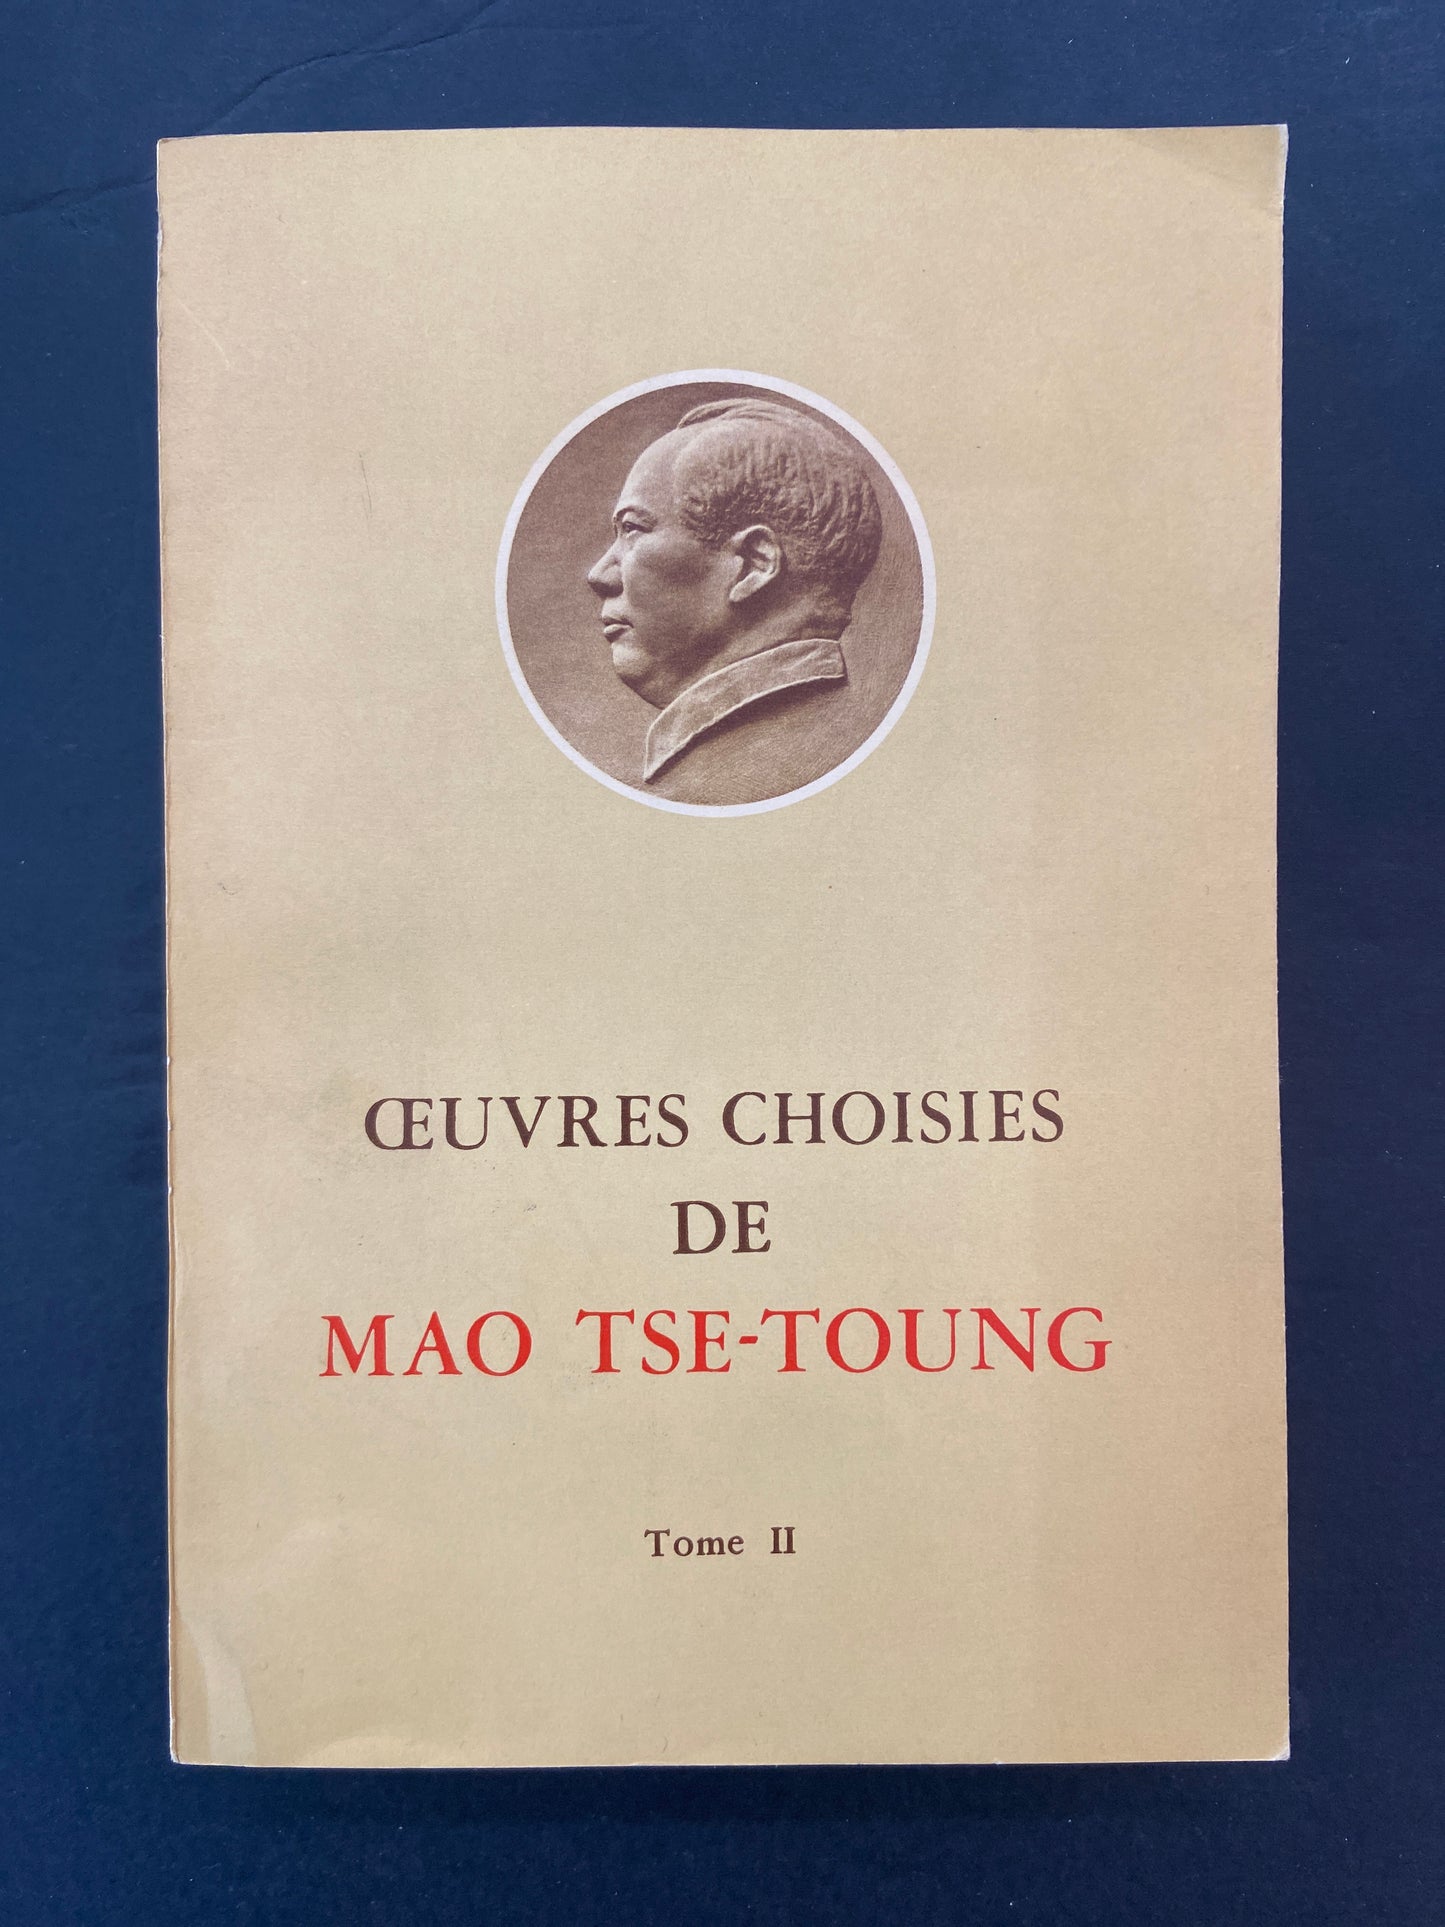 ŒUVRES CHOISIES
DE
MAO TSE-TOUNG
Tome II